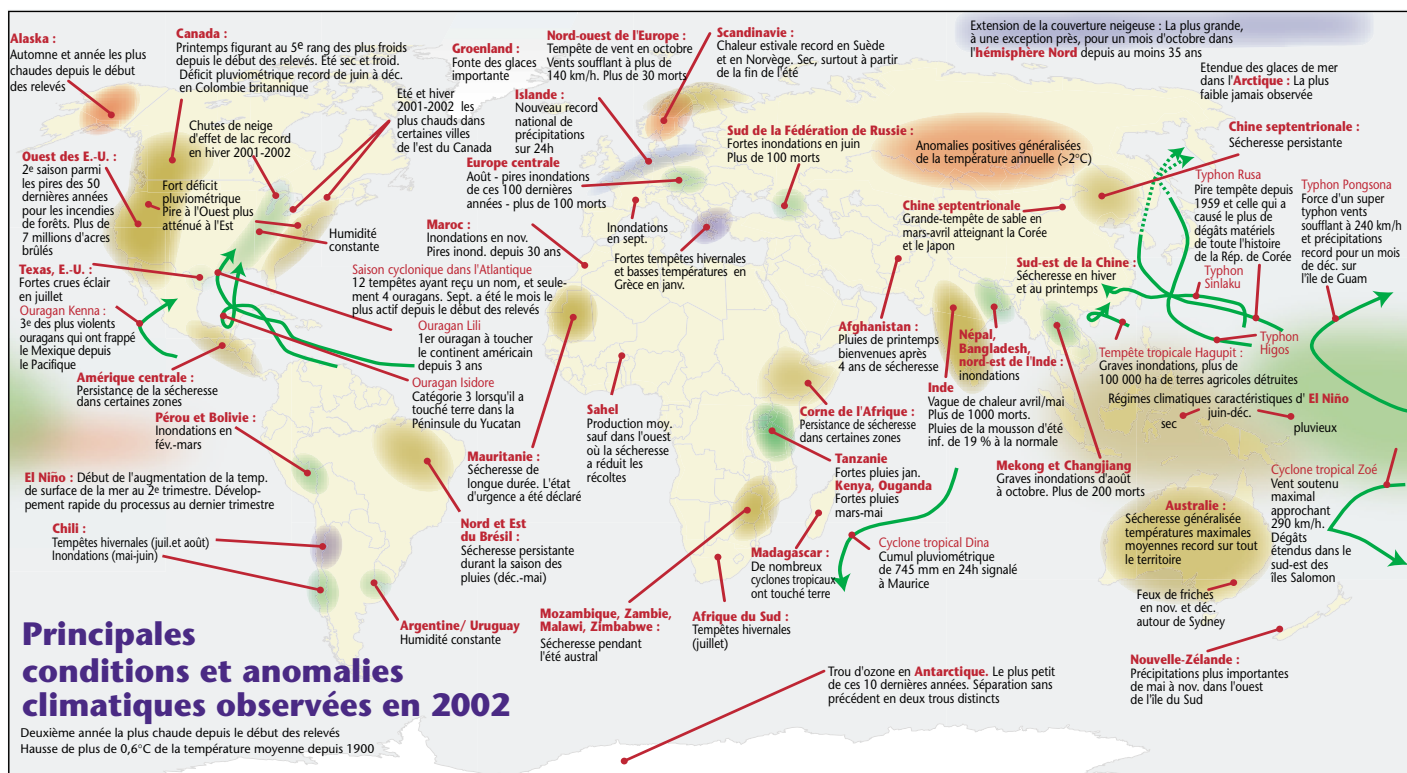 Alaska :
Automne et année les plus
chaudes depuis le début
des relevés
Canada :
Printemps figurant au 5e rang des plus froids
depuis le début des relevés. Eté sec et froid.
Déficit pluviométrique record de juin à déc.
en Colombie britannique
Groenland :
Fonte des glaces
importante
Nord-ouest de l'Europe :
Tempête de vent en octobre
Vents soufflant à plus de
140 km/h. Plus de 30 morts
Scandinavie :
Chaleur estivale record en Suède
et en Norvège. Sec, surtout à partir
de la fin de l'été
Extension de la couverture neigeuse : La plus grande,
à une exception près, pour un mois d'octobre dans
l'hémisphère Nord depuis au moins 35 ans
Etendue des glaces de mer
dans l'Arctique : La plus
faible jamais observée
Eté et hiver
2001-2002 les
plus chauds dans
certaines villes
de l'est du Canada
Islande :
Nouveau record
national de
précipitations
sur 24h
Chutes de neige
d'effet de lac record
en hiver 2001-2002
Sud de la Fédération de Russie :
Fortes inondations en juin
Plus de 100 morts
Anomalies positives généralisées
de la température annuelle (>2°C)
Chine septentrionale :
Sécheresse persistante
Ouest des E.-U. :
2e saison parmi
les pires des 50
dernières années
pour les incendies
de forêts. Plus de
7 millions d'acres
brûlés
Fort déficit
pluviométrique
Pire à l'Ouest plus
atténué à l'Est
Humidité
constante
Europe centrale
Août - pires inondations
de ces 100 dernières
années - plus de 100 morts
Typhon Rusa
Pire tempête depuis
1959 et celle qui a
causé le plus de
dégâts matériels
de toute l'histoire
de la Rép. de Corée
Typhon Pongsona
Force d'un super
typhon vents
soufflant à 240 km/h
et précipitations
record pour un mois
de déc. sur
l'île de Guam
Maroc :
Inondations en nov.
Pires inond. depuis 30 ans
Inondations
en sept.
Fortes tempêtes hivernales
et basses températures en
Grèce en janv.
Chine septentrionale
Grande-tempête de sable en
mars-avril atteignant la Corée
et le Japon
Sud-est de la Chine :
Sécheresse en hiver
et au printemps
Typhon
Sinlaku
Texas, E.-U. :
Fortes crues éclair
en juillet
Ouragan Kenna :
3e des plus violents
ouragans qui ont frappé
le Mexique depuis
le Pacifique
Saison cyclonique dans l'Atlantique
12 tempêtes ayant reçu un nom, et seule-
ment 4 ouragans. Sept. a été le mois le
plus actif depuis le début des relevés
Ouragan Lili
1er ouragan à toucher
le continent américain
depuis 3 ans
Ouragan Isidore
Catégorie 3 lorsqu'il a
touché terre dans la
Péninsule du Yucatan
Afghanistan :
Pluies de printemps
bienvenues après
4 ans de sécheresse
Népal,
Bangladesh,
nord-est de l'Inde :
inondations
Typhon
Higos
Tempête tropicale Hagupit :
Graves inondations, plus de
100 000 ha de terres agricoles détruites
Amérique centrale :
Persistance de la sécheresse
dans certaines zones
Inde
Vague de chaleur avril/mai
Plus de 1000 morts.
Pluies de la mousson d'été
inf. de 19 % à la normale
Régimes climatiques caractéristiques d' El Niño
juin-déc.
sec
pluvieux
Pérou et Bolivie :
Inondations en
fév.-mars
Sahel
Production moy.
sauf dans l'ouest
où la sécheresse
a réduit les
récoltes
Corne de l'Afrique :
Persistance de sécheresse
dans certaines zones
Mauritanie :
Sécheresse de
longue durée. L'état
d'urgence a été déclaré
Tanzanie
Fortes pluies jan.
Kenya, Ouganda
Fortes pluies
mars-mai
Mekong et Changjiang
Graves inondations d'août
à octobre. Plus de 200 morts
Cyclone tropical Zoé
Vent soutenu
maximal
approchant
290 km/h.
Dégâts
étendus dans le
sud-est des
îles Salomon
El Niño : Début de l'augmentation de la temp.
de surface de la mer au 2e trimestre. Dévelop-
pement rapide du processus au dernier trimestre
Chili :
Tempêtes hivernales (juil.et août)
Inondations (mai-juin)
Nord et Est
du Brésil :
Sécheresse persistante
durant la saison des
pluies (déc.-mai)
Australie :
Sécheresse généralisée
températures maximales
moyennes record sur tout
le territoire
Madagascar :
De nombreux
cyclones tropicaux
ont touché terre
Cyclone tropical Dina
Cumul pluviométrique
de 745 mm en 24h signalé
à Maurice
Feux de friches
en nov. et déc.
autour de Sydney
Argentine/ Uruguay
Humidité constante
Mozambique, Zambie,
Malawi, Zimbabwe :
Sécheresse pendant
l'été austral
Afrique du Sud :
Tempêtes hivernales
(juillet)
Nouvelle-Zélande :
Précipitations plus importantes
de mai à nov. dans l'ouest
de l'île du Sud
Trou d'ozone en Antarctique. Le plus petit
de ces 10 dernières années. Séparation sans
précédent en deux trous distincts
Principales
conditions et anomalies
climatiques observées en 2002
Deuxième année la plus chaude depuis le début des relevés
Hausse de plus de 0,6°C de la température moyenne depuis 1900